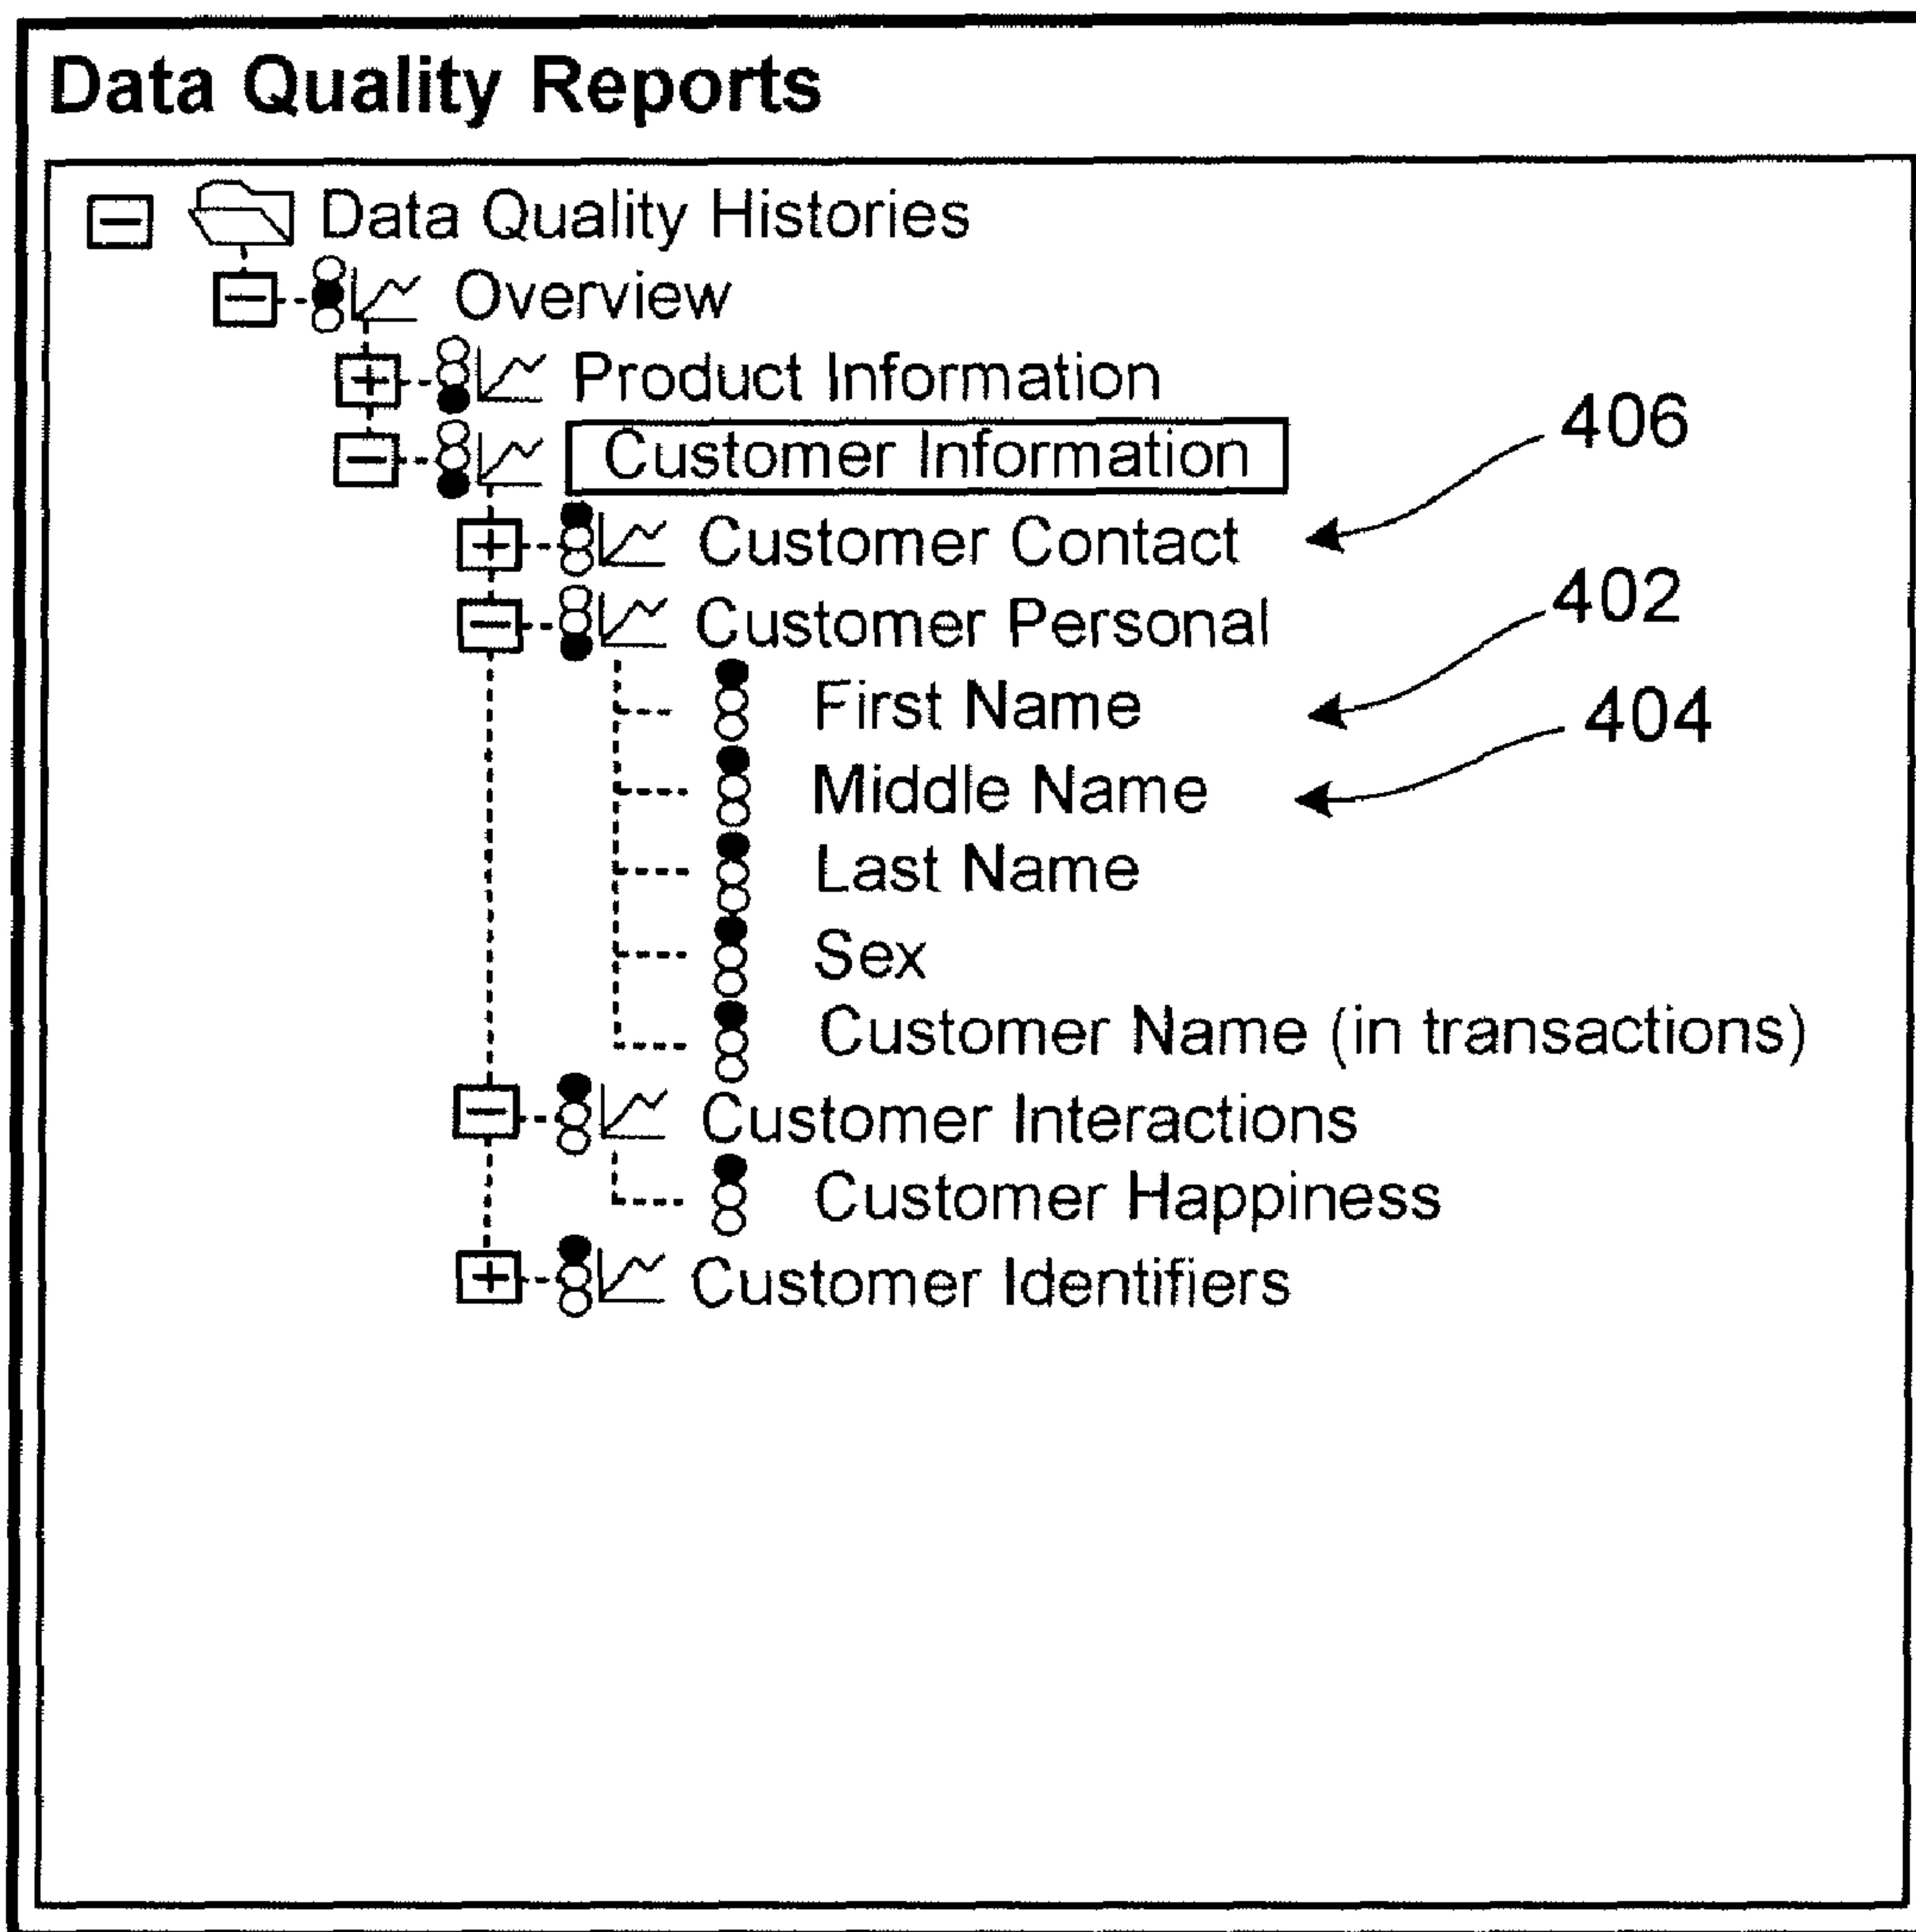 Data Quality Reports
Data Quality Histories
Overview
Product Information
Customer Information
406
Customer Contact
402
Customer Personal
First Name
404
Middle Name
Last Name
Sex
Customer Name (in transactions)
Customer Interactions
Customer Happiness
Customer Identifiers